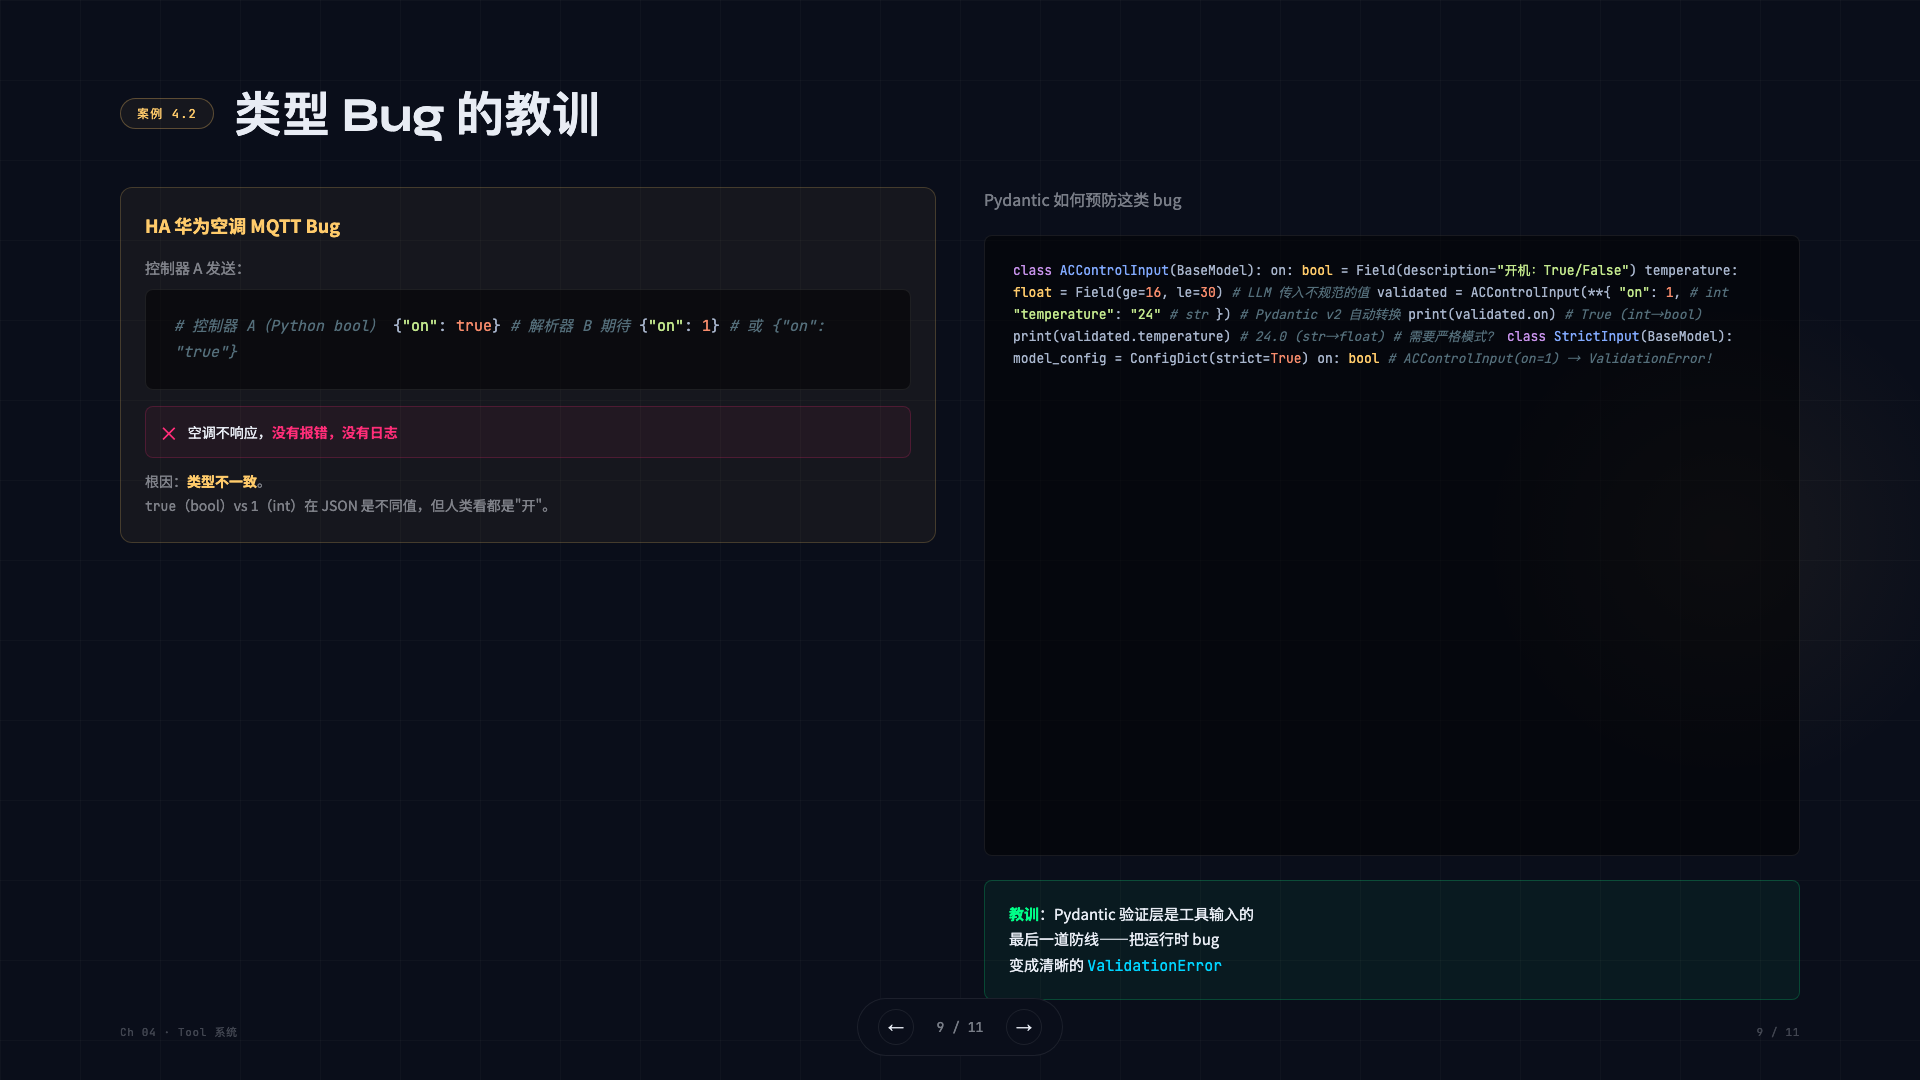 案例 4.2
类型 Bug 的教训
HA 华为空调 MQTT Bug
控制器 A 发送：
# 控制器 A（Python bool） {"on": true} # 解析器 B 期待 {"on": 1} # 或 {"on":
"true"}
空调不响应，没有报错，没有日志
根因：类型不一致。
true（bool）vs 1（int）在 JSON 是不同值，但人类看都是"开"。
Pydantic 如何预防这类 bug
class ACControlInput(BaseModel): on: bool = Field(description="开机：True/False") temperature:
float = Field(ge=16, le=30) # LLM 传入不规范的值 validated = ACControlInput(**{ "on": 1, # int
"temperature": "24" # str }) # Pydantic v2 自动转换 print(validated.on) # True (int→bool)
print(validated.temperature) # 24.0 (str→float) # 需要严格模式？ class StrictInput(BaseModel):
model_config = ConfigDict(strict=True) on: bool # ACControlInput(on=1) → ValidationError!
教训：Pydantic 验证层是工具输入的
最后一道防线——把运行时 bug
变成清晰的 ValidationError
Ch 04 · Tool 系统
← 9 / 11 →
9 / 11